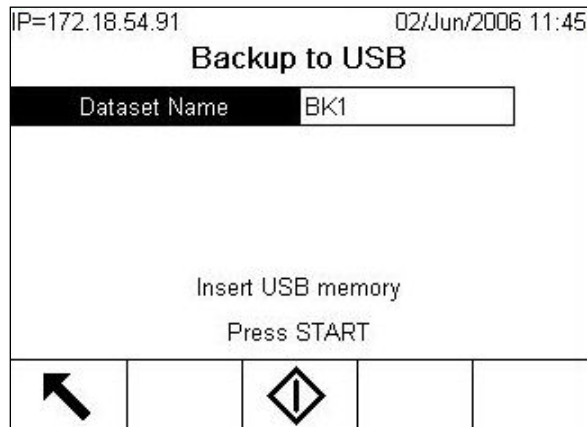 IP=172.18.54.91 02/Jun/2006 11:45
Backup to USB
Dataset Name BK1
Insert USB memory
Press START